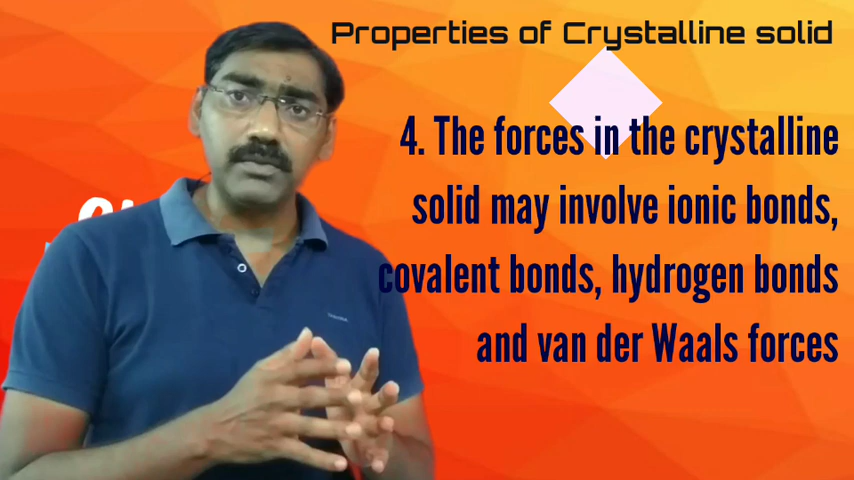 Properties of Crystalline solid
4. The forces in the crystalline
solid may involve ionic bonds,
covalent bonds, hydrogen bonds
and van der Waals forces